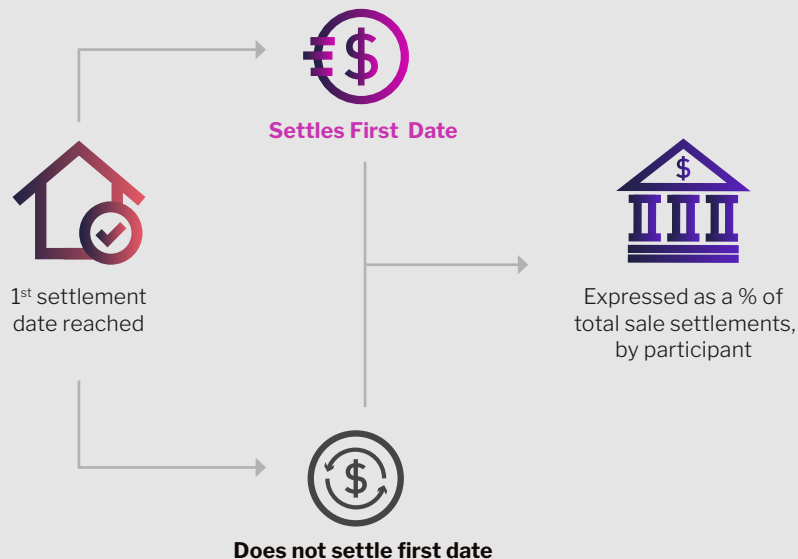 Settles First Date
1st settlement
date reached
Expressed as a % of
total sale settlements,
by participant
Does not settle first date